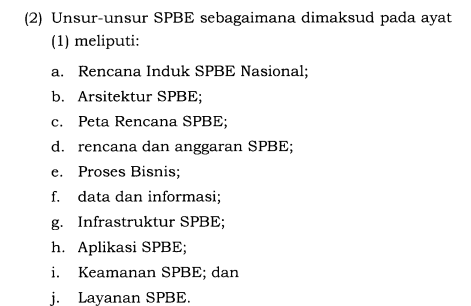 (2) Unsur-unsur SPBE sebagaimana dimaksud pada ayat
(1) meliputi:
a. Rencana Induk SPBE Nasional;
b. Arsitektur SPBE;
c. Peta Rencana SPBE;
d. rencana dan anggaran SPBE;
e. Proses Bisnis;
f. data dan informasi;
g. Infrastruktur SPBE;
h. Aplikasi SPBE;
i. Keamanan SPBE; dan
j. Layanan SPBE.